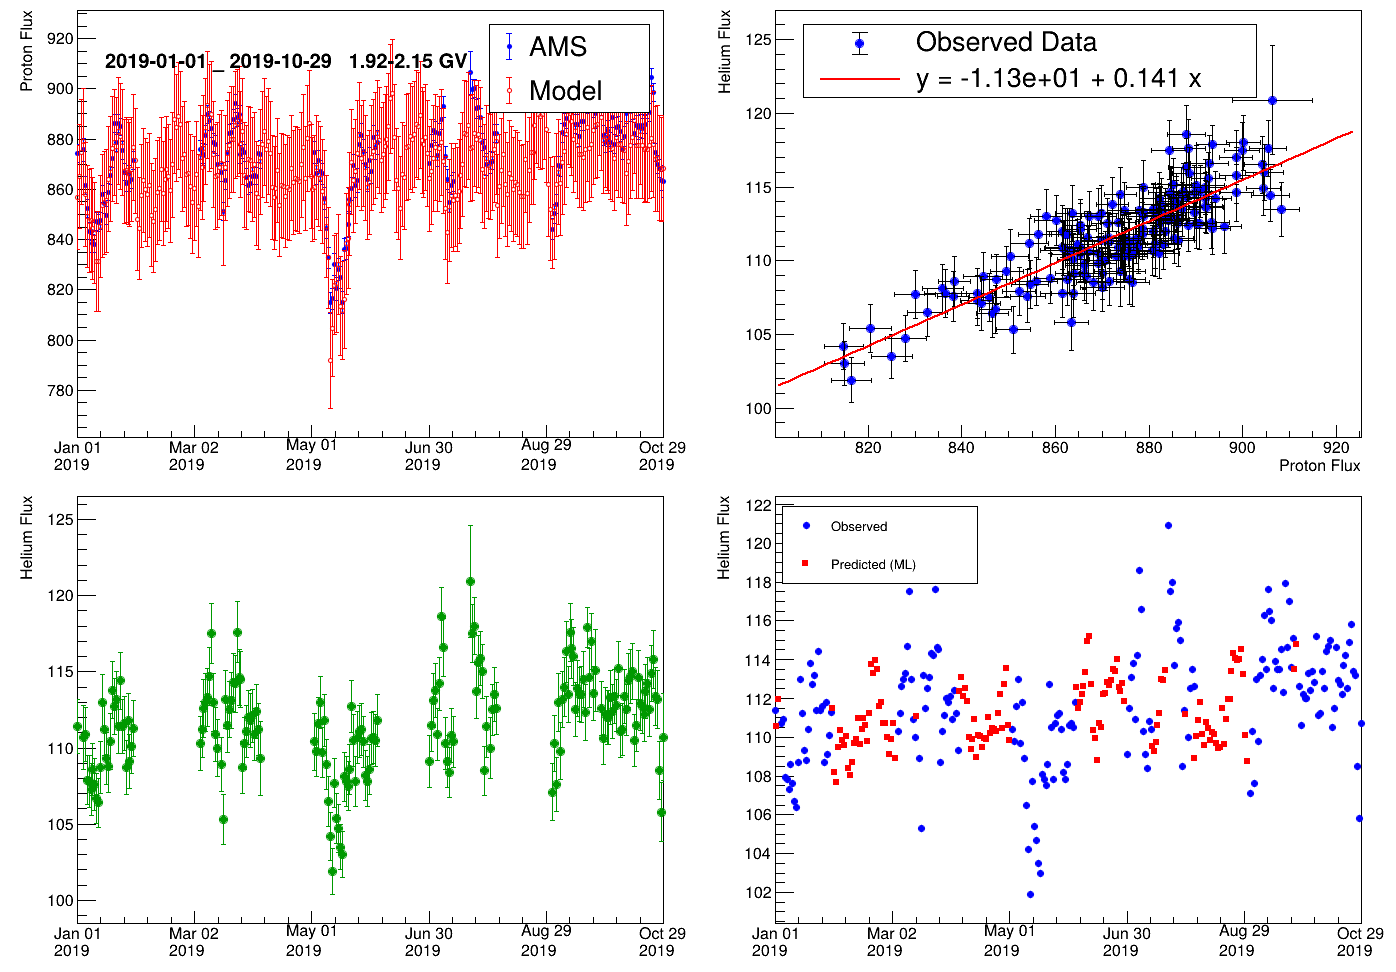 Proton Flux
920
900
880
860
840
820
800
780
2019-01-01 _ 2019-10-29 1.92-2.15 GV
AMS
Model
Jan 01
2019
Mar 02
2019
May 01
2019
Jun 30
2019
Aug 29
2019
Oct 29
2019
Helium Flux
125
120
115
110
105
100
Observed Data
y = -1.13e+01 + 0.141 x
820
840
860
880
900
920
Proton Flux
Helium Flux
125
120
115
110
105
100
Jan 01
2019
Mar 02
2019
May 01
2019
Jun 30
2019
Aug 29
2019
Oct 29
2019
Helium Flux
122
120
118
116
114
112
110
108
106
104
102
Observed
Predicted (ML)
Jan 01
2019
Mar 02
2019
May 01
2019
Jun 30
2019
Aug 29
2019
Oct 29
2019